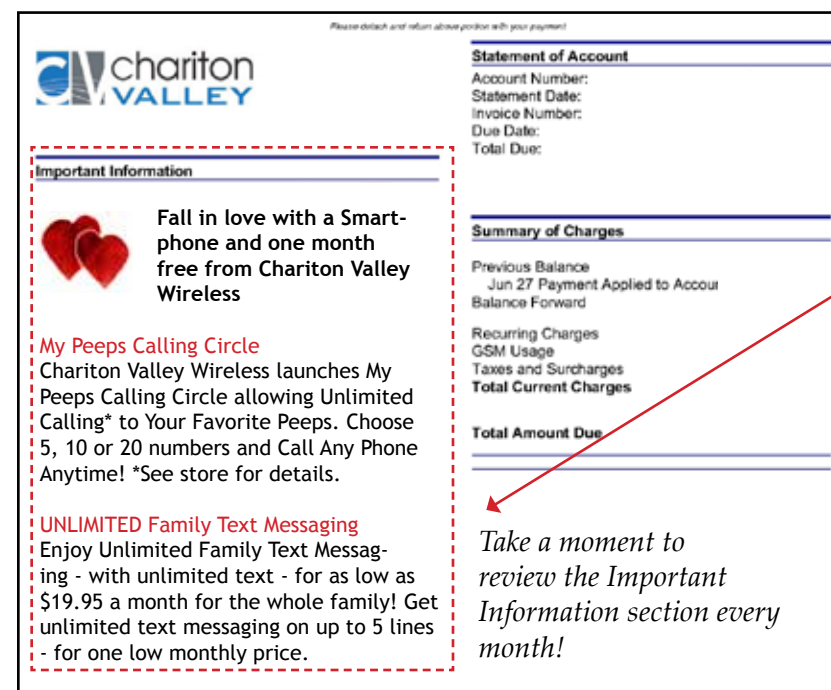 Please detach and return above portion with your payment
chariton
VALLEY
Important Information
Fall in love with a Smart-
phone and one month
free from Chariton Valley
Wireless
My Peeps Calling Circle
Chariton Valley Wireless launches My
Peeps Calling Circle allowing Unlimited
Calling* to Your Favorite Peeps. Choose
5, 10 or 20 numbers and Call Any Phone
Anytime! *See store for details.
UNLIMITED Family Text Messaging
Enjoy Unlimited Family Text Messag-
ing - with unlimited text - for as low as
$19.95 a month for the whole family! Get
unlimited text messaging on up to 5 lines
- for one low monthly price.
Statement of Account
Account Number:
Statement Date:
Invoice Number:
Due Date:
Total Due:
Summary of Charges
Previous Balance
Jun 27 Payment Applied to Accour
Balance Forward
Recurring Charges
GSM Usage
Taxes and Surcharges
Total Current Charges
Total Amount Due
Take a moment to
review the Important
Information section every
month!